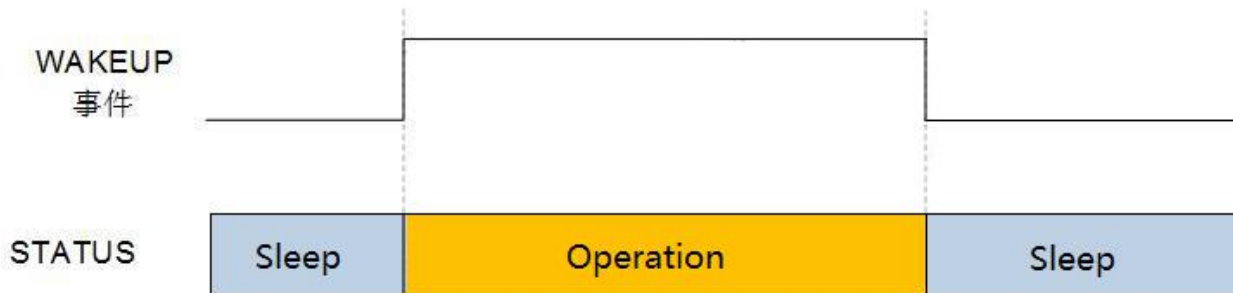 WAKEUP
事件
STATUS
Sleep
Operation
Sleep